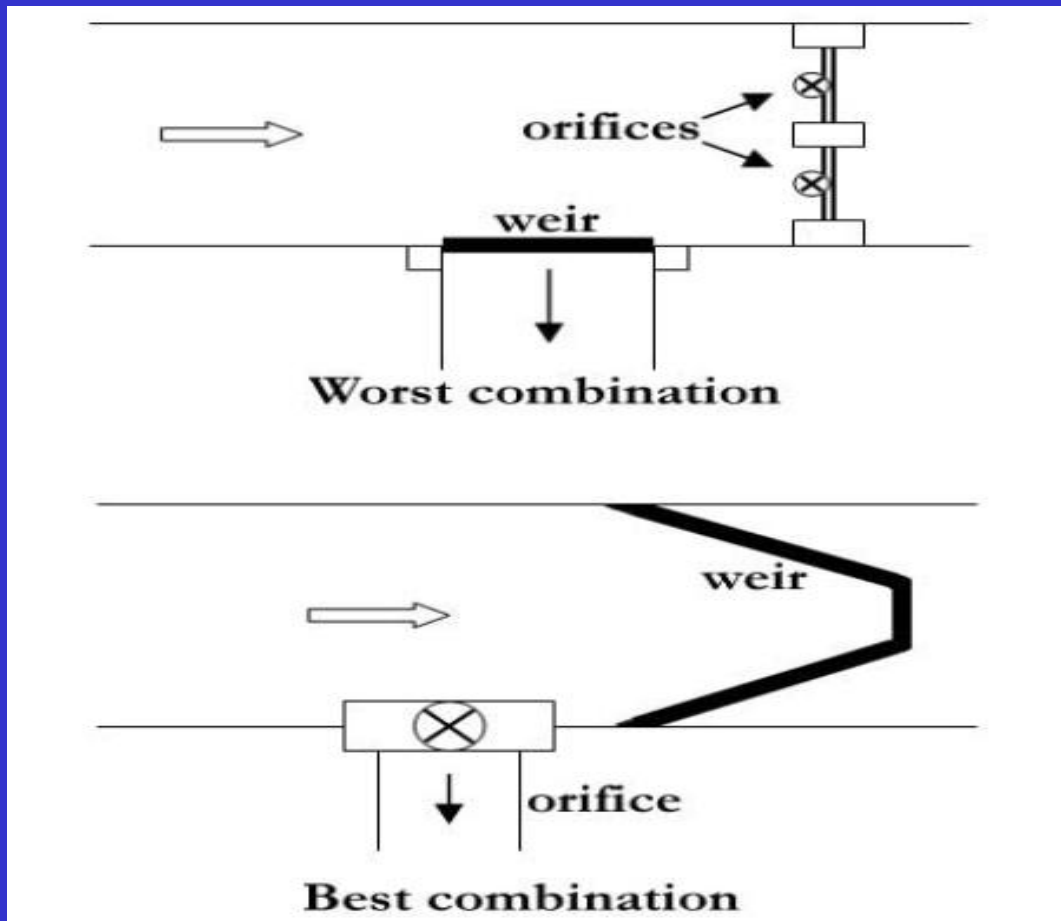 orifices
weir
Worst combination
weir
orifice
Best combination